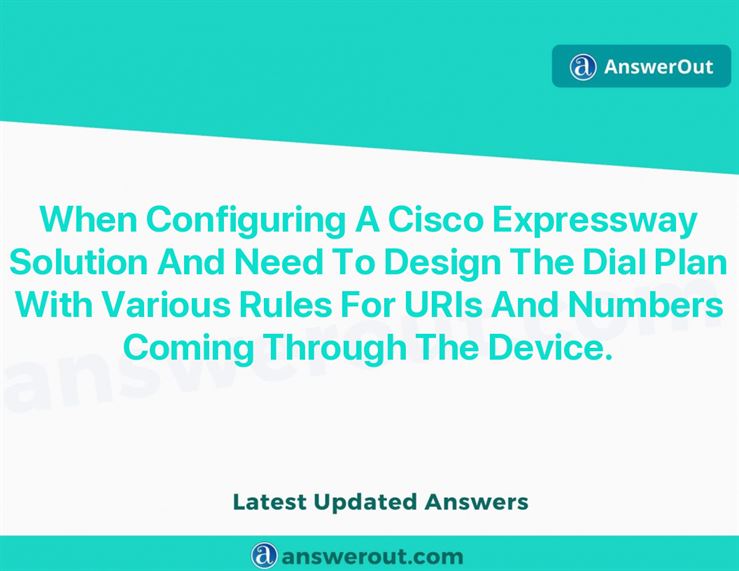 AnswerOut
When Configuring A Cisco Expressway
Solution And Need To Design The Dial Plan
With Various Rules For URIs And Numbers
Coming Through The Device.
answerout.com
Latest Updated Answers
answerout.com